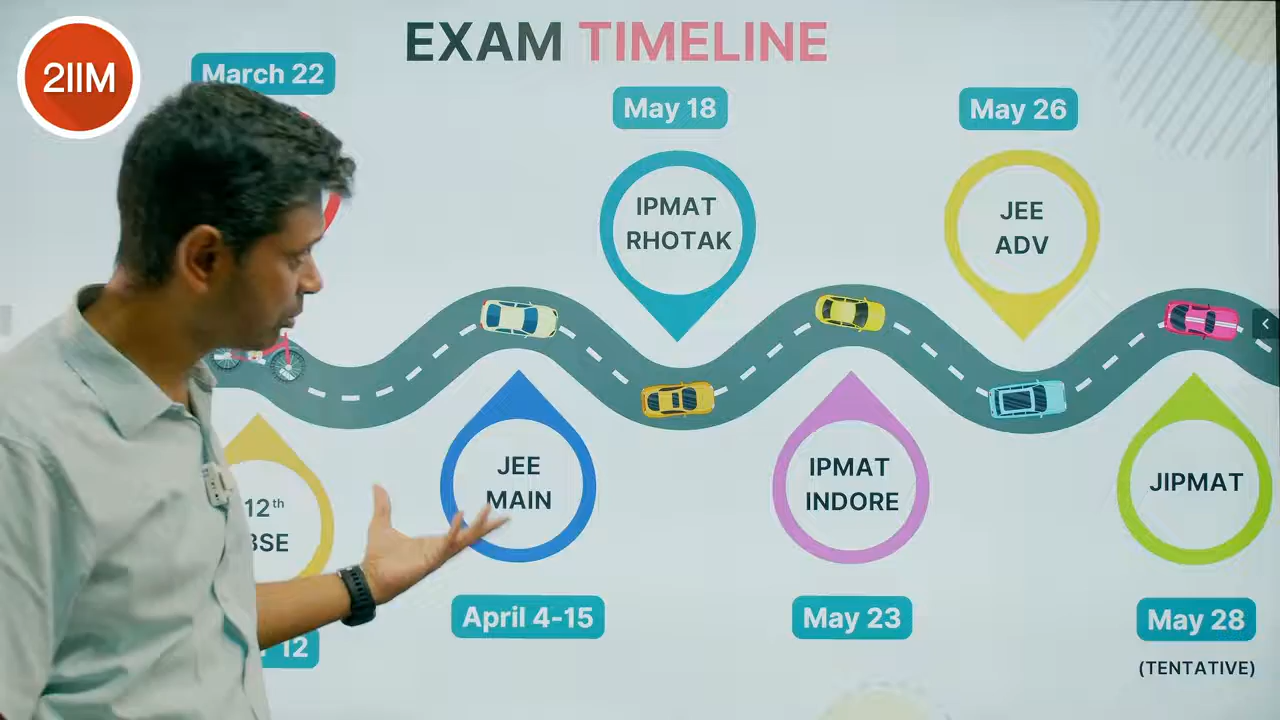 EXAM TIMELINE
2IIM
March 22
May 18
May 26
IPMAT
RHOTAK
JEE
ADV
12th
JEE
MAIN
IPMAT
INDORE
JIPMAT
12
April 4-15
May 23
May 28
(TENTATIVE)